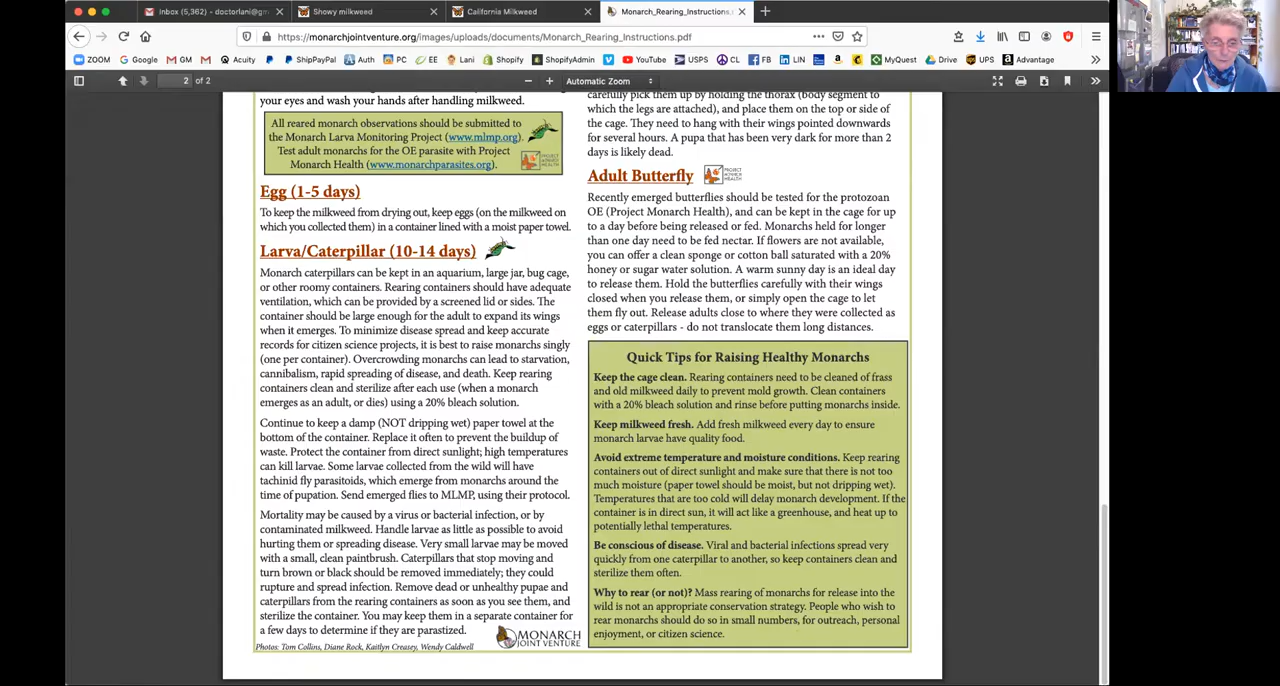 Inbox (5,362) - doctorlani@gm
Showy milkweed
California Milkweed
Monarch_Rearing_Instructions.
https://monarchjointventure.org/images/uploads/documents/Monarch_Rearing_Instructions.pdf
ZOOM
Google
GM
Acuity
ShipPayPal
Auth
PC
EE
Lani
Shopify
ShopifyAdmin
YouTube
USPS
CL
FB
LIN
MyQuest
Drive
UPS
Advantage
2 of 2
Automatic Zoom
your eyes and wash your hands after handling milkweed.
All reared monarch observations should be submitted to
the Monarch Larva Monitoring Project (www.mlmp.org).
Test adult monarchs for the OE parasite with Project
Monarch Health (www.monarchparasites.org).
Egg (1-5 days)
To keep the milkweed from drying out, keep eggs (on the milkweed on
which you collected them) in a container lined with a moist paper towel.
Larva/Caterpillar (10-14 days)
Monarch caterpillars can be kept in an aquarium, large jar, bug cage,
or other roomy containers. Rearing containers should have adequate
ventilation, which can be provided by a screened lid or sides. The
container should be large enough for the adult to expand its wings
when it emerges. To minimize disease spread and keep accurate
records for citizen science projects, it is best to raise monarchs singly
(one per container). Overcrowding monarchs can lead to starvation,
cannibalism, rapid spreading of disease, and death. Keep rearing
containers clean and sterilize after each use (when a monarch
emerges as an adult, or dies) using a 20% bleach solution.
Continue to keep a damp (NOT dripping wet) paper towel at the
bottom of the container. Replace it often to prevent the buildup of
waste. Protect the container from direct sunlight; high temperatures
can kill larvae. Some larvae collected from the wild will have
tachinid fly parasitoids, which emerge from monarchs around the
time of pupation. Send emerged flies to MLMP, using their protocol.
Mortality may be caused by a virus or bacterial infection, or by
contaminated milkweed. Handle larvae as little as possible to avoid
hurting them or spreading disease. Very small larvae may be moved
with a small, clean paintbrush. Caterpillars that stop moving and
turn brown or black should be removed immediately; they could
rupture and spread infection. Remove dead or unhealthy pupae and
caterpillars from the rearing containers as soon as you see them, and
sterilize the container. You may keep them in a separate container for
a few days to determine if they are parasitized.
MONARCH
JOINT VENTURE
Photos: Tom Collins, Diane Rock, Kaitlyn Creasey, Wendy Caldwell
carefully pick them up by holding the thorax (body segment to
which the legs are attached), and place them on the top or side of
the cage. They need to hang with their wings pointed downwards
for several hours. A pupa that has been very dark for more than 2
days is likely dead.
Adult Butterfly
Recently emerged butterflies should be tested for the protozoan
OE (Project Monarch Health), and can be kept in the cage for up
to a day before being released or fed. Monarchs held for longer
than one day need to be fed nectar. If flowers are not available,
you can offer a clean sponge or cotton ball saturated with a 20%
honey or sugar water solution. A warm sunny day is an ideal day
to release them. Hold the butterflies carefully with their wings
closed when you release them, or simply open the cage to let
them fly out. Release adults close to where they were collected as
eggs or caterpillars - do not translocate them long distances.
Quick Tips for Raising Healthy Monarchs
Keep the cage clean. Rearing containers need to be cleaned of frass
and old milkweed daily to prevent mold growth. Clean containers
with a 20% bleach solution and rinse before putting monarchs inside.
Keep milkweed fresh. Add fresh milkweed every day to ensure
monarch larvae have quality food.
Avoid extreme temperature and moisture conditions. Keep rearing
containers out of direct sunlight and make sure that there is not too
much moisture (paper towel should be moist, but not dripping wet).
Temperatures that are too cold will delay monarch development. If the
container is in direct sun, it will act like a greenhouse, and heat up to
potentially lethal temperatures.
Be conscious of disease. Viral and bacterial infections spread very
quickly from one caterpillar to another, so keep containers clean and
sterilize them often.
Why to rear (or not)? Mass rearing of monarchs for release into the
wild is not an appropriate conservation strategy. People who wish to
rear monarchs should do so in small numbers, for outreach, personal
enjoyment, or citizen science.